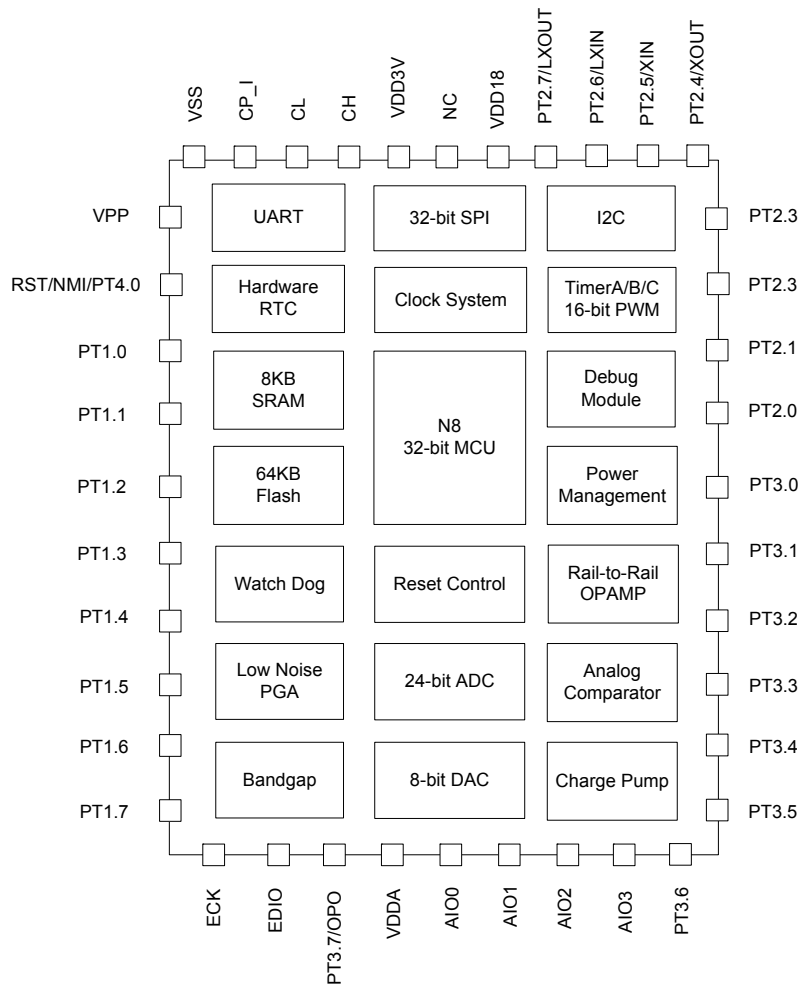 VSS
CP_I
CL
CH
VDD3V
NC
VDD18
PT2.7/LXOUT
PT2.6/LXIN
PT2.5/XIN
PT2.4/XOUT
VPP
UART
32-bit SPI
I2C
PT2.3
RST/NMI/PT4.0
Hardware
RTC
Clock System
TimerA/B/C
16-bit PWM
PT2.3
PT1.0
PT2.1
8KB
SRAM
Debug
Module
PT1.1
PT2.0
N8
32-bit MCU
PT1.2
64KB
Flash
Power
Management
PT3.0
PT1.3
PT3.1
Watch Dog
Reset Control
Rail-to-Rail
OPAMP
PT1.4
PT3.2
PT1.5
Low Noise
PGA
24-bit ADC
Analog
Comparator
PT3.3
PT1.6
PT3.4
Bandgap
8-bit DAC
Charge Pump
PT1.7
PT3.5
ECK
EDIO
PT3.7/OPO
VDDA
AIO0
AIO1
AIO2
AIO3
PT3.6